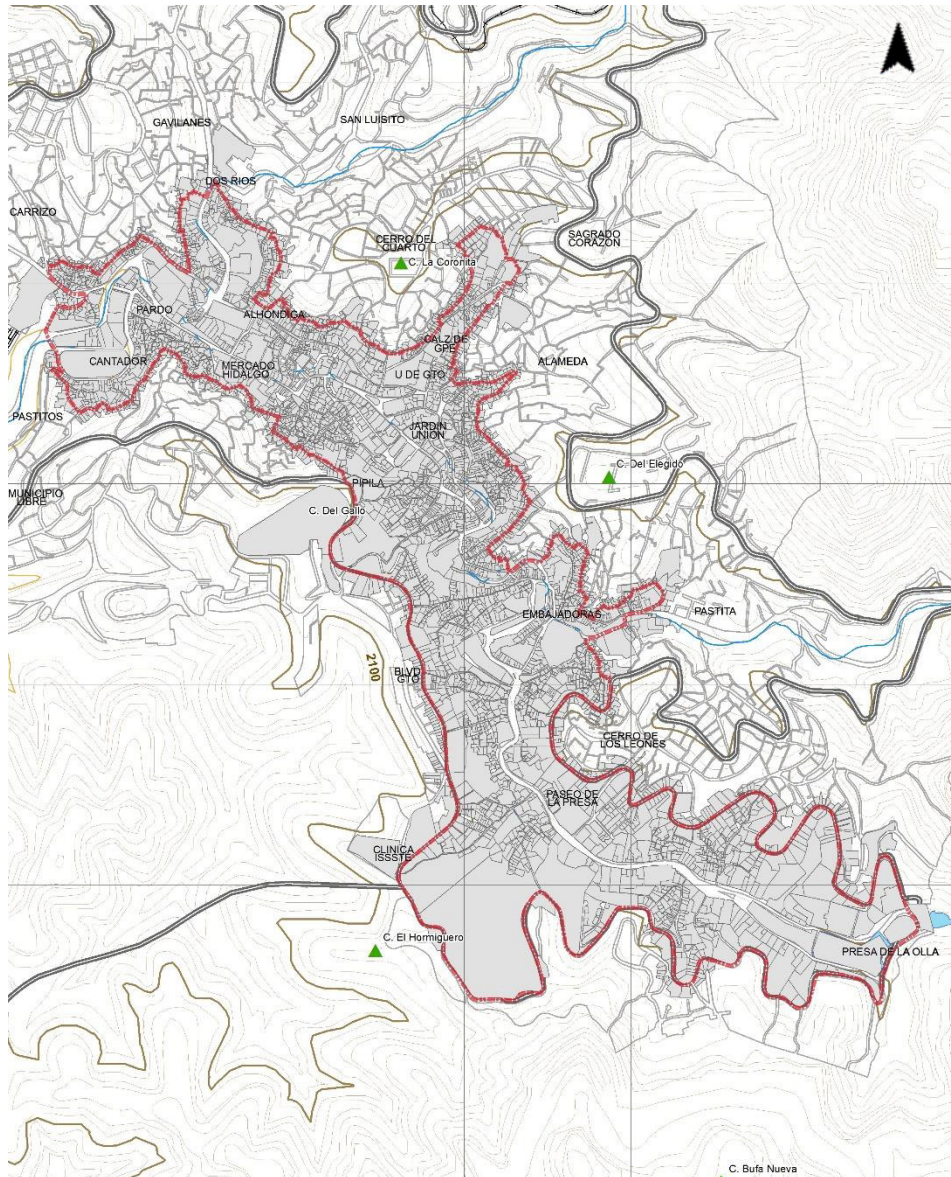 SAN LUISITO
GAVILANES
DOS RIOS
CARRIZO
SAGRADO
CORAZON
CERRO DEL
CUARTO
C. La Coronita
PARDO
ALHONDIGA
CALZ DE
GPE
CANTADOR
MERCADO
HIDALGO
U DE GTO
ALAMEDA
PASTITOS
JARDIN
UNION
C. Del Elegido
PIPILA
MUNICIPIO
LIBRE
C. Del Gallo
EMBAJADORAS
PASTITA
2100
BLVD
GTO
CERRO DE
LOS LEONES
PASEO DE
LA PRESA
CLINICA
ISSSTE
C. El Hormiguero
PRESA DE LA OLLA
C. Bufa Nueva